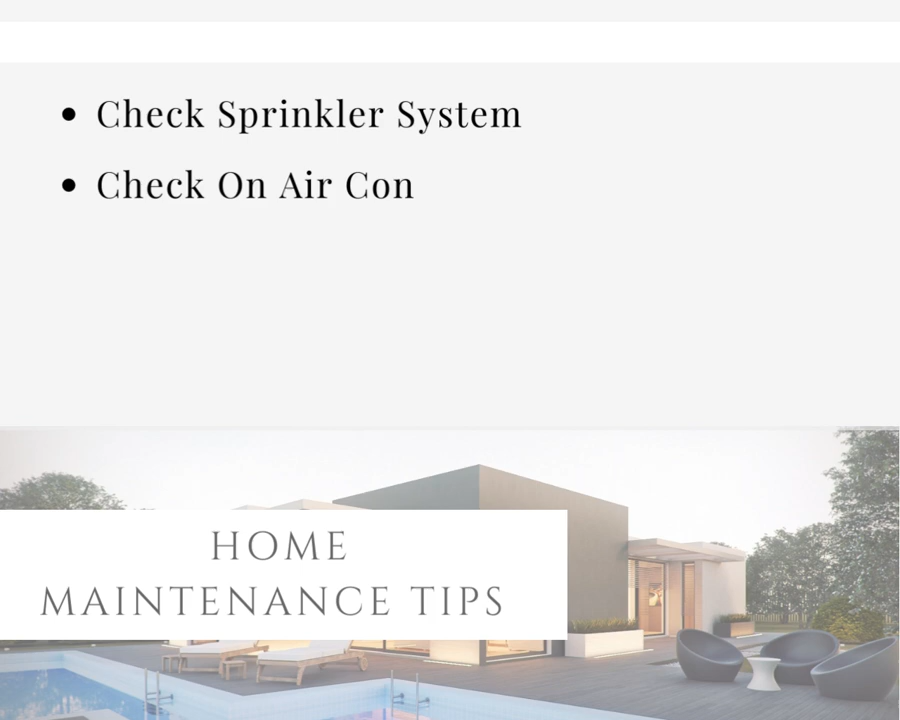 Check Sprinkler System
Check On Air Con
HOME
MAINTENANCE TIPS